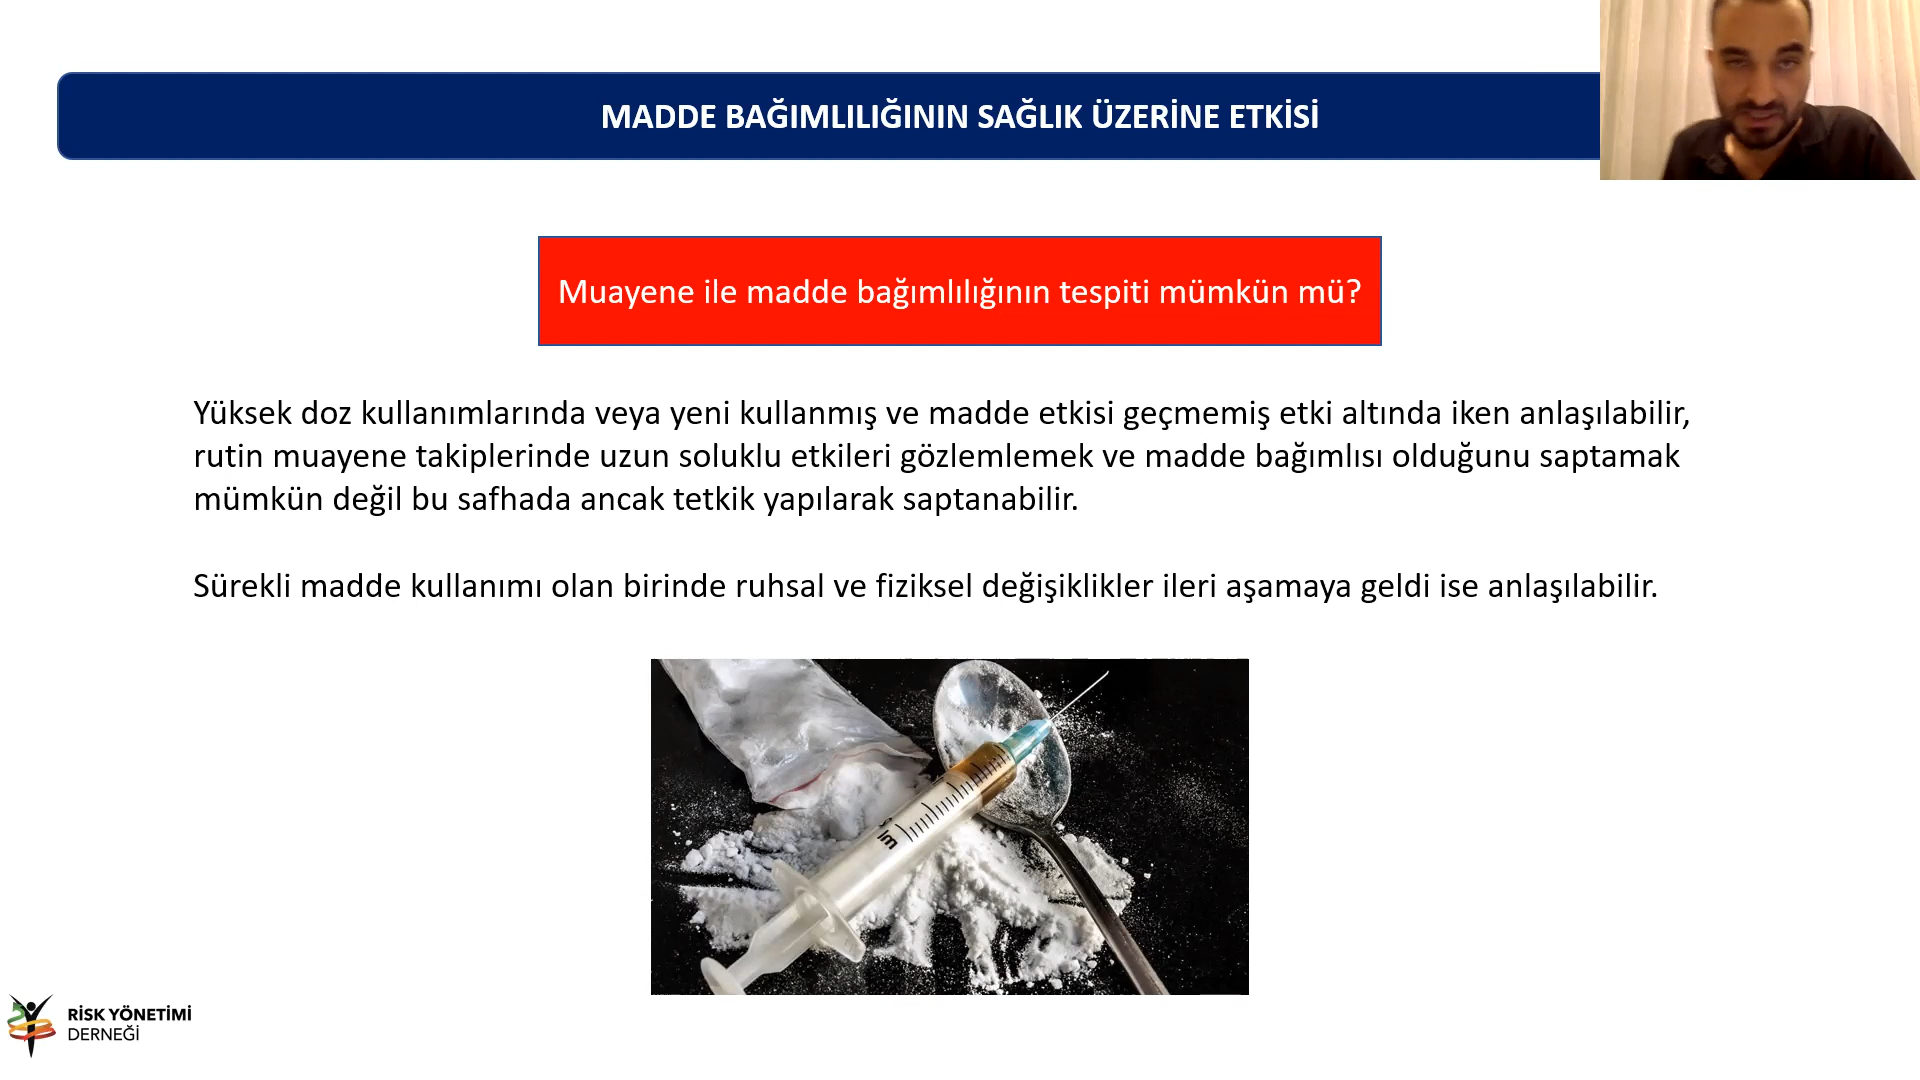 MADDE BAĞIMLILIĞININ SAĞLIK ÜZERİNE ETKİSİ
Muayene ile madde bağımlılığının tespiti mümkün mü?
Yüksek doz kullanımlarında veya yeni kullanmış ve madde etkisi geçmemiş etki altında iken anlaşılabilir,
rutin muayene takiplerinde uzun soluklu etkileri gözlemlemek ve madde bağımlısı olduğunu saptamak
mümkün değil bu safhada ancak tetkik yapılarak saptanabilir.
Sürekli madde kullanımı olan birinde ruhsal ve fiziksel değişiklikler ileri aşamaya geldi ise anlaşılabilir.
ml
RİSK YÖNETİMİ
DERNEĞİ